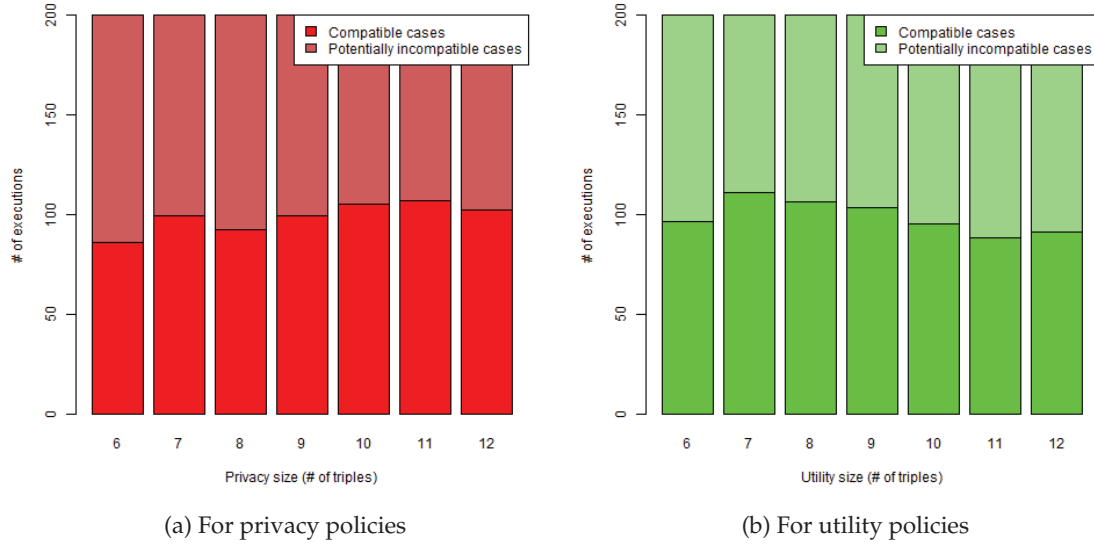 200
150
100
50
0
# of executions
Compatible cases
Potentially incompatible cases
6 7 8 9 10 11 12
Privacy size (# of triples)
(a) For privacy policies
200
150
100
50
0
# of executions
Compatible cases
Potentially incompatible cases
6 7 8 9 10 11 12
Utility size (# of triples)
(b) For utility policies